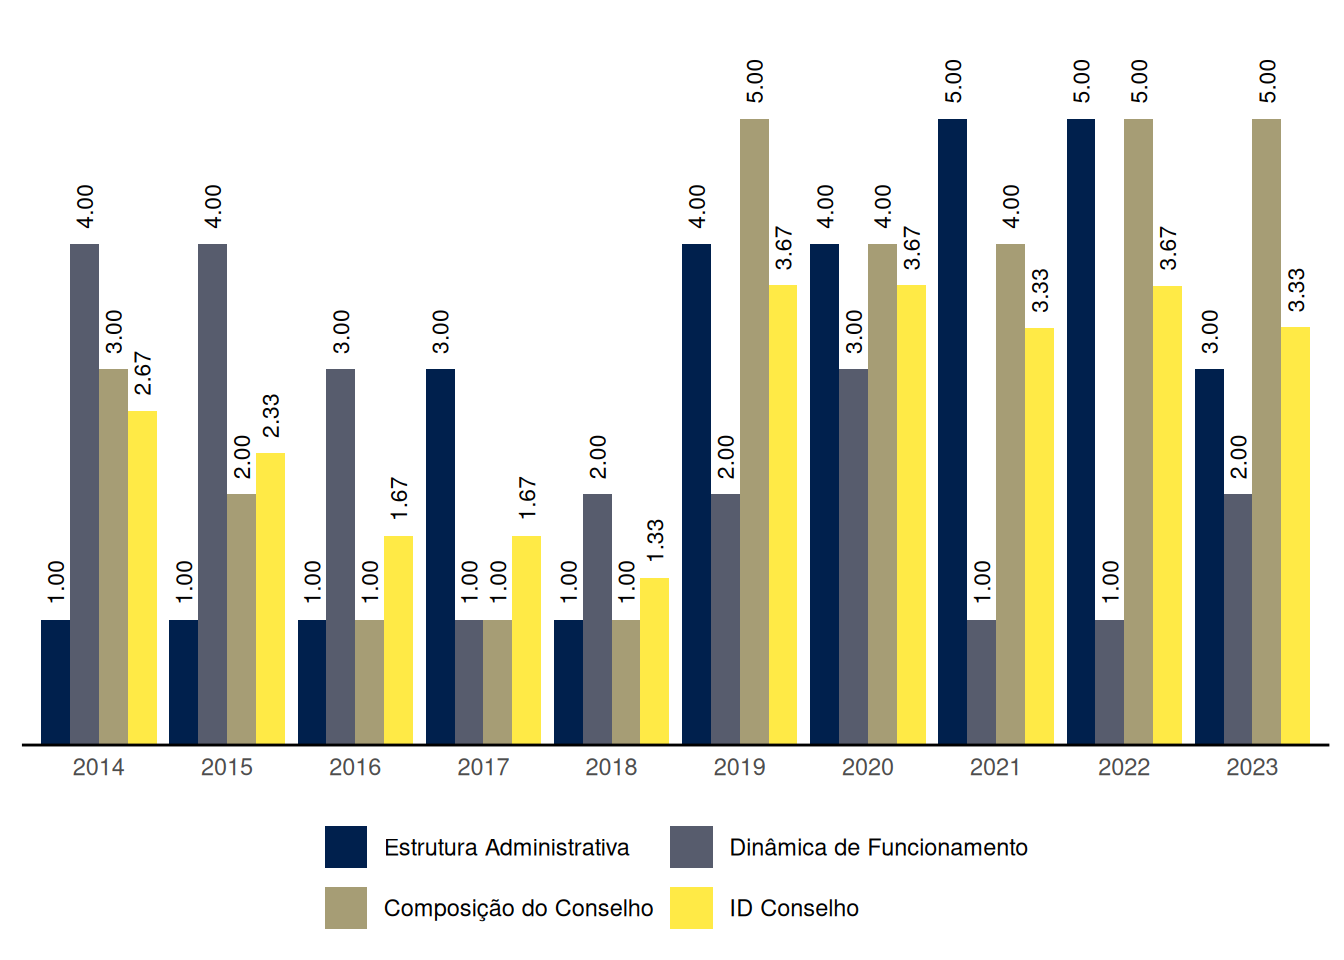 5.00 5.00 5.00 5.00 5.00
4.00 4.00 4.00 4.00 4.00 4.00
3.67 3.67 3.67
3.00 3.00 3.00 3.00 3.33 3.33 3.00
2.67
2.00 2.33 2.00 2.00 2.00
1.67 1.67
1.33
1.00 1.00 1.00 1.00 1.00 1.00 1.00 1.00 1.00 1.00
2014 2015 2016 2017 2018 2019 2020 2021 2022 2023
Estrutura Administrativa Dinâmica de Funcionamento
Composição do Conselho ID Conselho